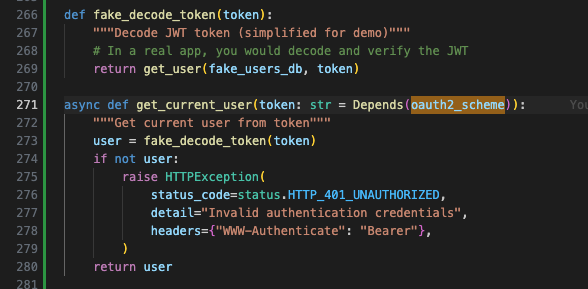 266 def fake_decode_token(token):
267     """Decode JWT token (simplified for demo)"""
268     # In a real app, you would decode and verify the JWT
269     return get_user(fake_users_db, token)
270
271 async def get_current_user(token: str = Depends(oauth2_scheme)): You
272     """Get current user from token"""
273     user = fake_decode_token(token)
274     if not user:
275         raise HTTPException(
276             status_code=status.HTTP_401_UNAUTHORIZED,
277             detail="Invalid authentication credentials",
278             headers={"WWW-Authenticate": "Bearer"},
279         )
280     return user
281